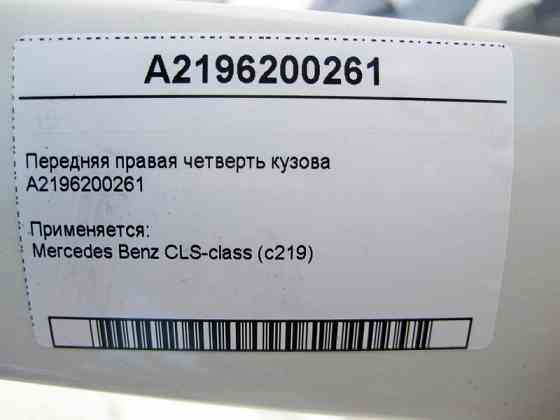 A2196200261
Передняя правая четверть кузова
A2196200261
Применяется:
Mercedes Benz CLS-class (c219)